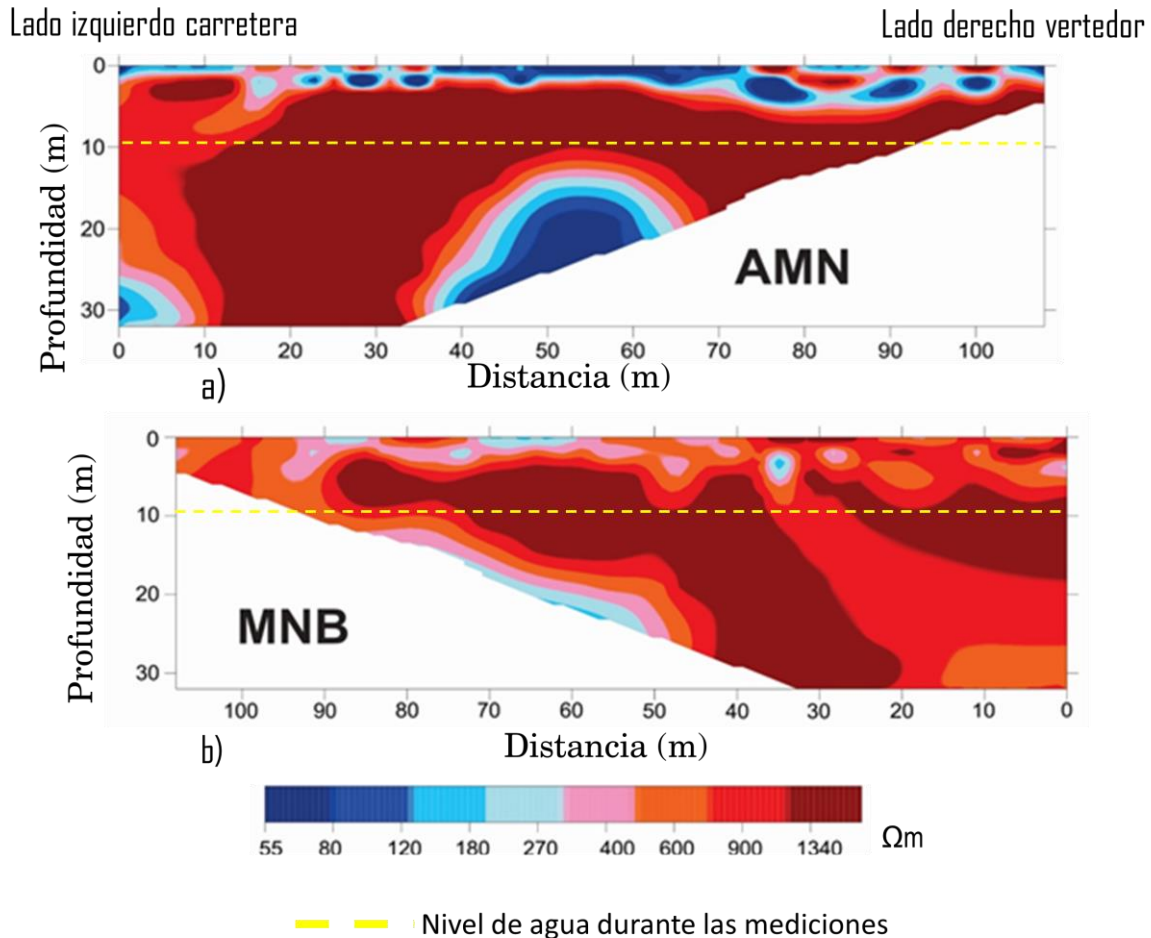 Lado izquierdo carretera
Lado derecho vertedor
Profundidad (m)
0
10
20
30
AMN
0 10 20 30 40 50 60 70 80 90 100
a)
Distancia (m)
Profundidad (m)
0
10
20
30
MNB
100 90 80 70 60 50 40 30 20 10 0
b)
Distancia (m)
55 80 120 180 270 400 600 900 1340 Ωm
Nivel de agua durante las mediciones